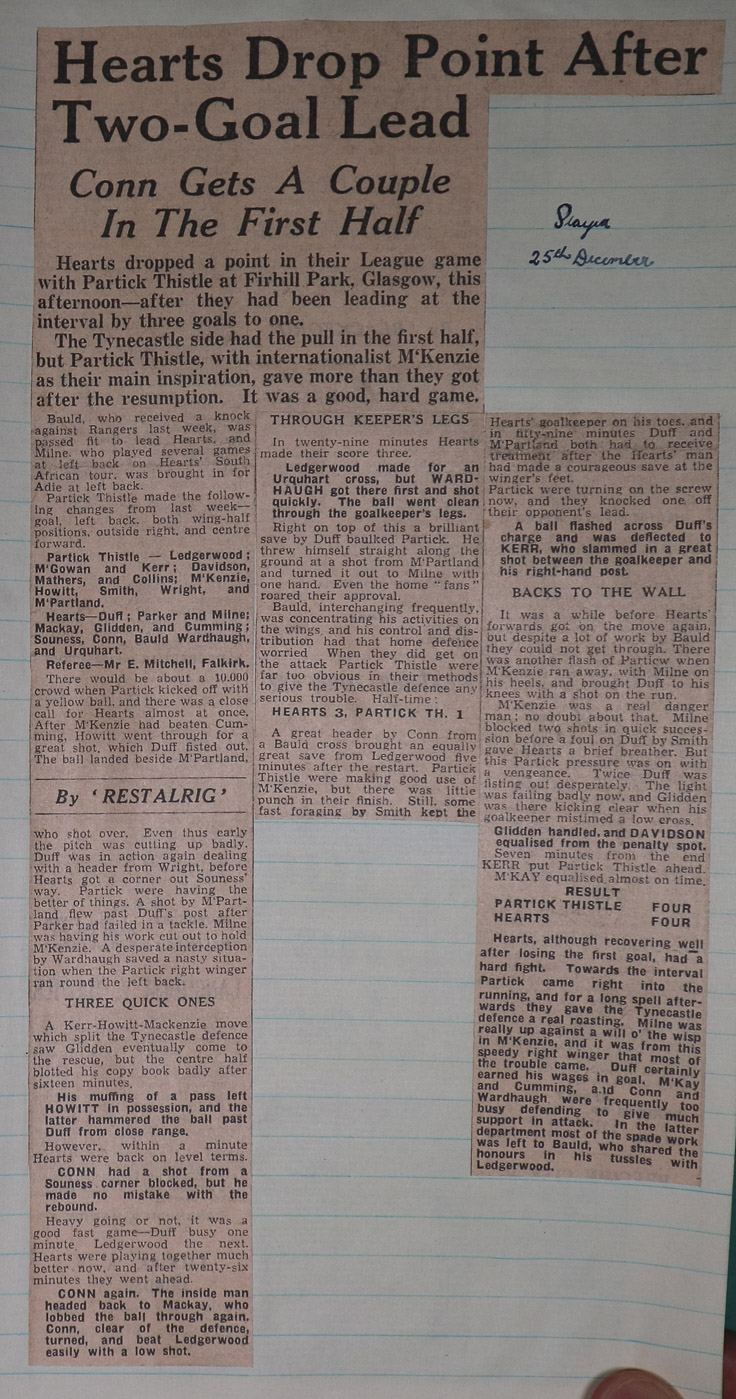 Hearts Drop Point After
Two-Goal Lead
Conn Gets A Couple
In The First Half
25th December
Hearts dropped a point in their League game
with Partick Thistle at Firhill Park, Glasgow, this
afternoon—after they had been leading at the
interval by three goals to one.
The Tynecastle side had the pull in the first half,
but Partick Thistle, with internationalist M'Kenzie
as their main inspiration, gave more than they got
after the resumption. It was a good, hard game.
Bauld, who received a knock
against Rangers last week, was
passed fit to lead Hearts, and
Milne, who played several games
at left back on Hearts' South
African tour, was brought in for
Adie at left back.
Partick Thistle made the follow-
ing changes from last week—
goal, left back, both wing-half
positions, outside right, and centre
forward.
Partick Thistle — Ledgerwood;
M'Gowan and Kerr; Davidson,
Mathers, and Collins; M'Kenzie,
Howitt, Smith, Wright, and
M'Partland.
Hearts—Duff; Parker and Milne;
Mackay, Glidden, and Cumming;
Souness, Conn, Bauld Wardhaugh,
and Urquhart.
Referee—Mr E. Mitchell, Falkirk.
There would be about a 10,000
crowd when Partick kicked off with
a yellow ball, and there was a close
call for Hearts almost at once.
After M'Kenzie had beaten Cum-
ming, Howitt went through for a
great shot, which Duff fisted out.
The ball landed beside M'Partland,
By 'RESTALRIG'
who shot over. Even thus early
the pitch was cutting up badly.
Duff was in action again dealing
with a header from Wright, before
Hearts got a corner out Souness'
way. Partick were having the
better of things. A shot by M'Part-
land flew past Duff's post after
Parker had failed in a tackle. Milne
was having his work cut out to hold
M'Kenzie. A desperate interception
by Wardhaugh saved a nasty situa-
tion when the Partick right winger
ran round the left back.
THREE QUICK ONES
A Kerr-Howitt-Mackenzie move
which split the Tynecastle defence
saw Glidden eventually come to
the rescue, but the centre half
blotted his copy book badly after
sixteen minutes.
His muffing of a pass left
HOWITT in possession, and the
latter hammered the ball past
Duff from close range.
However, within a minute
Hearts were back on level terms.
CONN had a shot from a
Souness corner blocked, but he
made no mistake with the
rebound.
Heavy going or not, it was a
good fast game—Duff busy one
minute Ledgerwood the next.
Hearts were playing together much
better now, and after twenty-six
minutes they went ahead.
CONN again. The inside man
headed back to Mackay, who
lobbed the ball through again.
Conn, clear of the defence,
turned, and beat Ledgerwood
easily with a low shot.
THROUGH KEEPER'S LEGS
In twenty-nine minutes Hearts
made their score three.
Ledgerwood made for an
Urquhart cross, but WARD-
HAUGH got there first and shot
quickly. The ball went clean
through the goalkeeper's legs.
Right on top of this a brilliant
save by Duff baulked Partick. He
threw himself straight along the
ground at a shot from M'Partland
and turned it out to Milne with
one hand. Even the home "fans"
roared their approval.
Bauld, interchanging frequently,
was concentrating his activities on
the wings, and his control and dis-
tribution had that home defence
worried When they did get on
the attack Partick Thistle were
far too obvious in their methods
to give the Tynecastle defence any
serious trouble. Half-time:
HEARTS 3, PARTICK TH. 1
A great header by Conn from
a Bauld cross brought an equally
great save from Ledgerwood five
minutes after the restart. Partick
Thistle were making good use of
M'Kenzie, but there was little
punch in their finish. Still, some
fast foraging by Smith kept the
Hearts' goalkeeper on his toes, and
in fifty-nine minutes Duff and
M'Partland both had to receive
treatment after the Hearts' man
had made a courageous save at the
winger's feet.
Partick were turning on the screw
now, and they knocked one off
their opponent's lead.
A ball flashed across Duff's
charge and was deflected to
KERR, who slammed in a great
shot between the goalkeeper and
his right-hand post.
BACKS TO THE WALL
It was a while before Hearts'
forwards got on the move again,
but despite a lot of work by Bauld
they could not get through. There
was another flash of Particw when
M'Kenzie ran away, with Milne on
his heels, and brought Duff to his
knees with a shot on the run.
M'Kenzie was a real danger
man; no doubt about that. Milne
blocked two shots in quick succes-
sion before a foul on Duff by Smith
gave Hearts a brief breather. But
this Partick pressure was on with
a vengeance. Twice Duff was
fisting out desperately. The light
was failing badly now, and Glidden
was there kicking clear when his
goalkeeper mistimed a low cross.
Glidden handled, and DAVIDSON
equalised from the penalty spot.
Seven minutes from the end
KERR put Partick Thistle ahead.
M'KAY equalised almost on time.
RESULT
PARTICK THISTLE FOUR
HEARTS FOUR
Hearts, although recovering well
after losing the first goal, had a
hard fight. Towards the interval
Partick came right into the
running, and for a long spell after-
wards they gave the Tynecastle
defence a real roasting. Milne was
really up against a will o' the wisp
in M'Kenzie, and it was from this
speedy right winger that most of
the trouble came. Duff certainly
earned his wages in goal. M'Kay
and Cumming, and Conn and
Wardhaugh were frequently too
busy defending to give much
support in attack. In the latter
department most of the spade work
was left to Bauld, who shared the
honours in his tussles with
Ledgerwood.